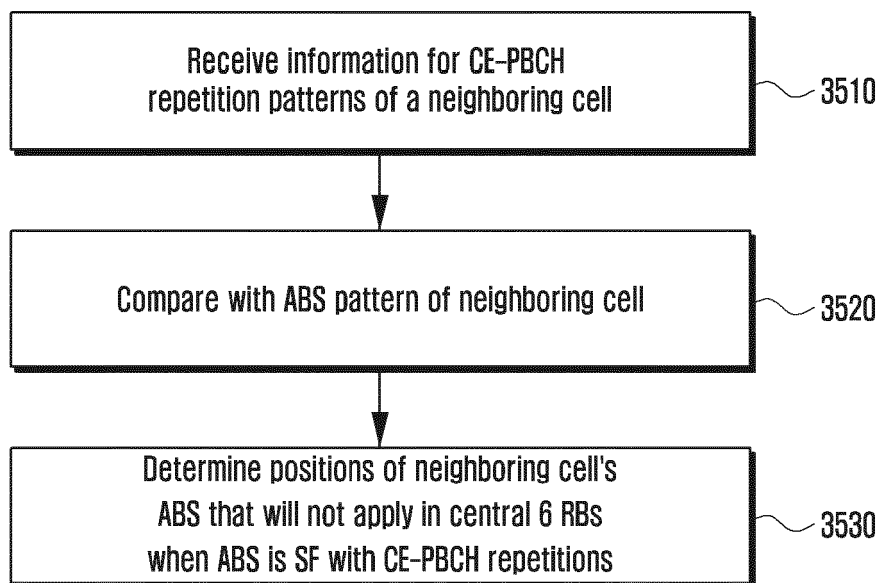 Receive information for CE-PBCH
repetition patterns of a neighboring cell
3510
Compare with ABS pattern of neighboring cell
3520
Determine positions of neighboring cell's
ABS that will not apply in central 6 RBs
when ABS is SF with CE-PBCH repetitions
3530